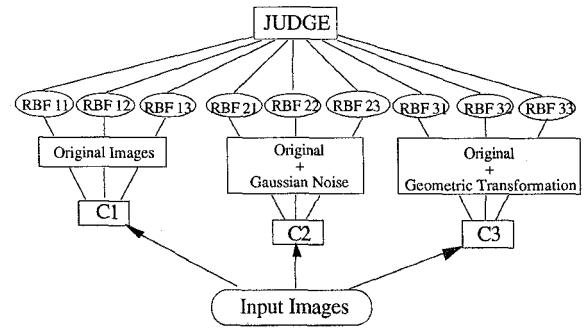 JUDGE
RBF 11 RBF 12 RBF 13 RBF 21 RBF 22 RBF 23 RBF 31 RBF 32 RBF 33
Original Images
Original
+
Gaussian Noise
Original
+
Geometric Transformation
C1
C2
C3
Input Images